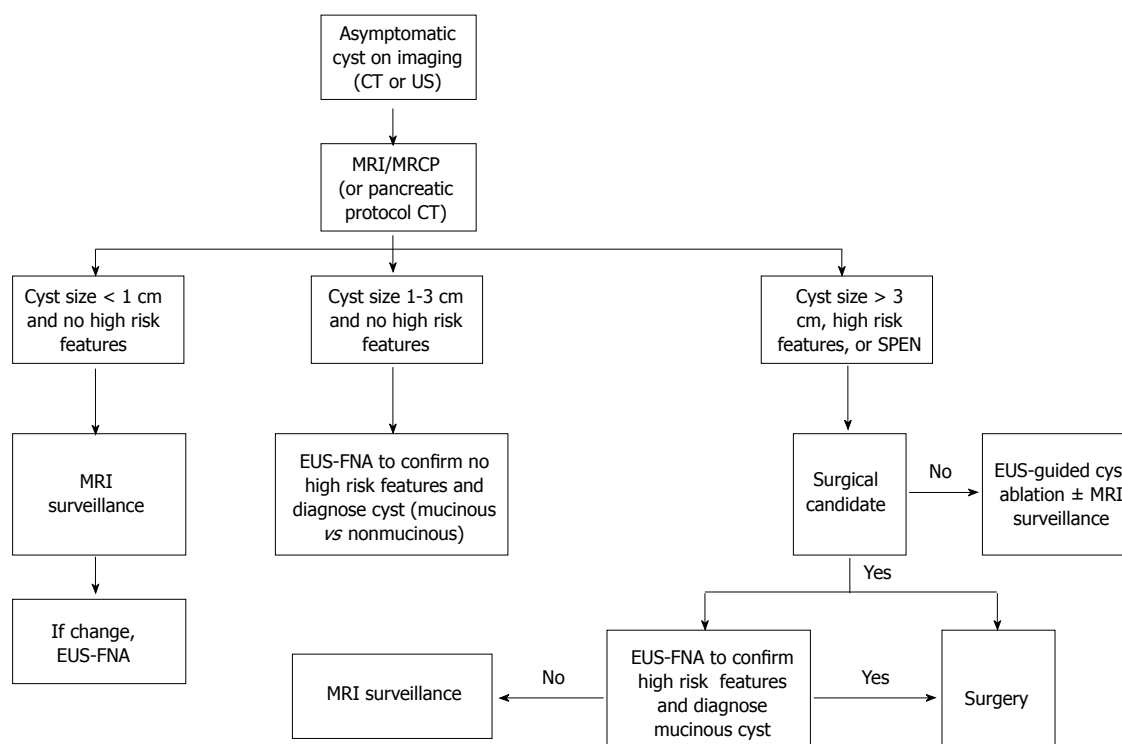 Asymptomatic
cyst on imaging
(CT or US)
MRI/MRCP
(or pancreatic
protocol CT)
Cyst size < 1 cm
and no high risk
features
Cyst size 1-3 cm
and no high risk
features
Cyst size > 3
cm, high risk
features, or SPEN
MRI
surveillance
EUS-FNA to confirm no
high risk features and
diagnose cyst (mucinous
vs nonmucinous)
Surgical
candidate
No
EUS-guided cyst
ablation ± MRI
surveillance
Yes
If change,
EUS-FNA
MRI surveillance
No
EUS-FNA to confirm
high risk features
and diagnose
mucinous cyst
Yes
Surgery